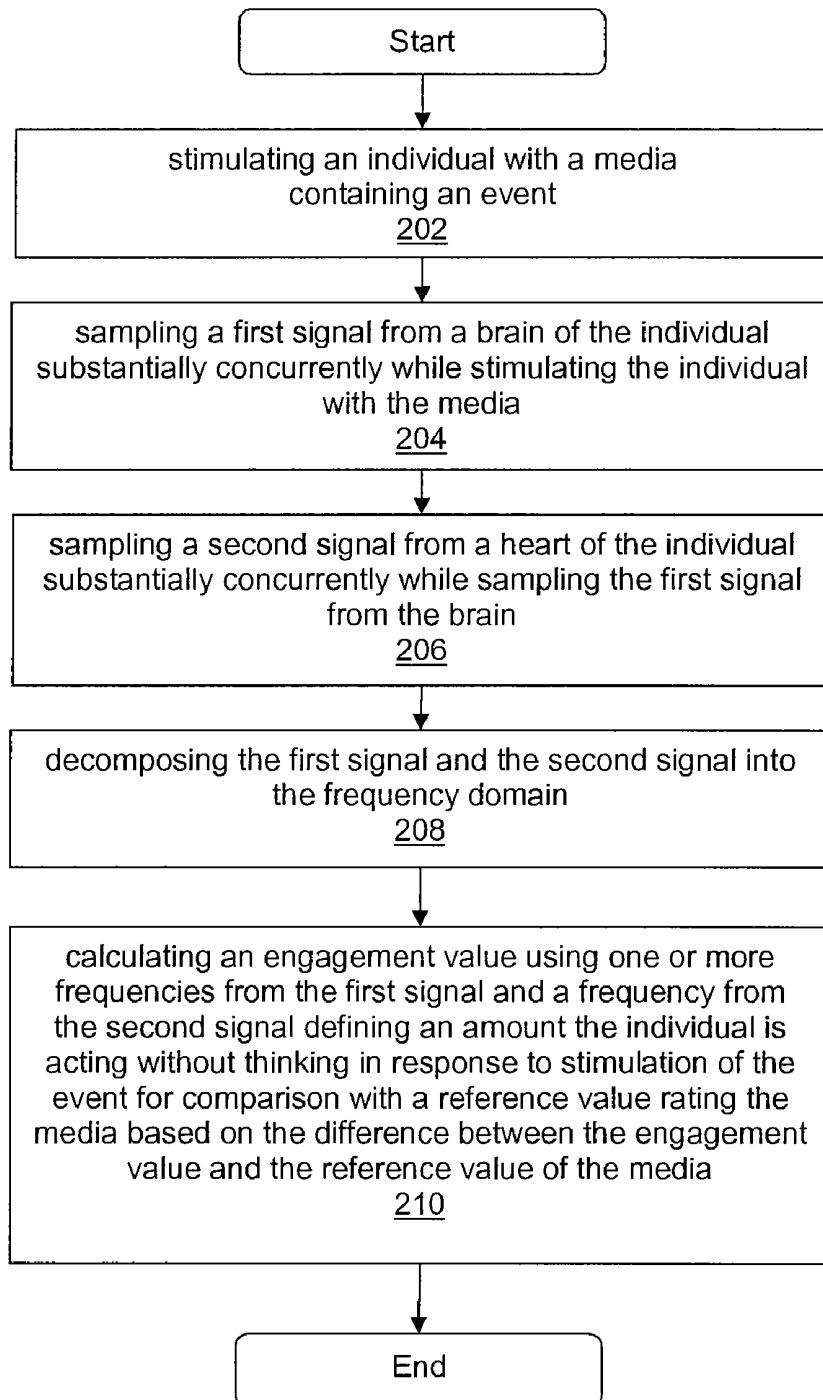 Start
stimulating an individual with a media
containing an event
202
sampling a first signal from a brain of the individual
substantially concurrently while stimulating the individual
with the media
204
sampling a second signal from a heart of the individual
substantially concurrently while sampling the first signal
from the brain
206
decomposing the first signal and the second signal into
the frequency domain
208
calculating an engagement value using one or more
frequencies from the first signal and a frequency from
the second signal defining an amount the individual is
acting without thinking in response to stimulation of the
event for comparison with a reference value rating the
media based on the difference between the engagement
value and the reference value of the media
210
End